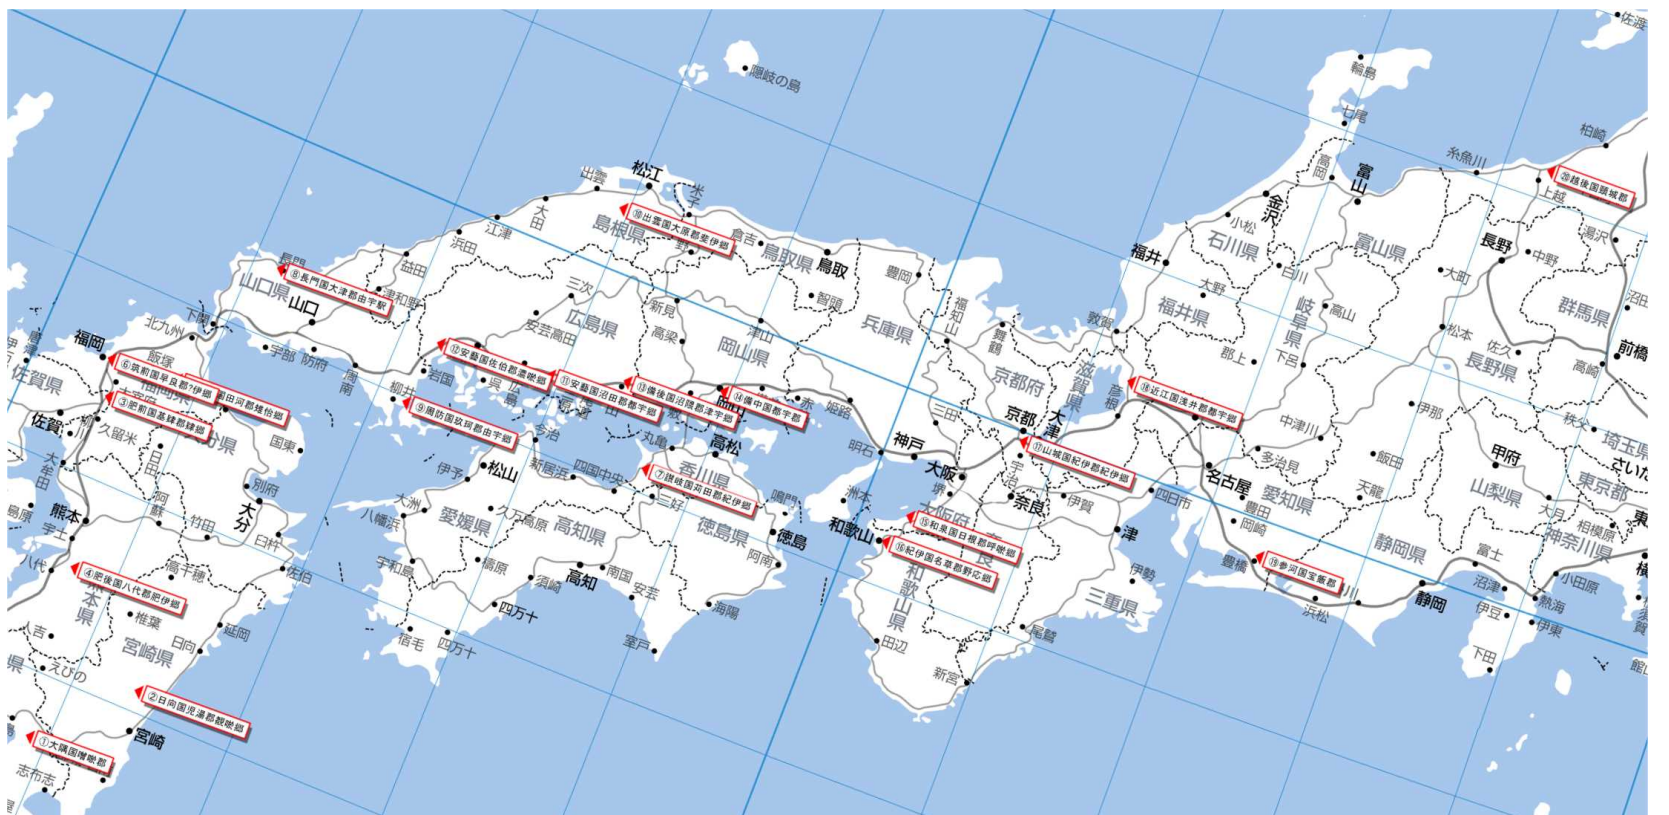 佐渡
隠岐の島
輪島
七尾
柏崎
糸魚川
高岡
富山
金沢
⑳越後国頸城郡
上越
松江
出雲
米子
大田
⑩出雲国大原郡斐伊郷
島根県
倉吉
鳥取県
鳥取
小松
石川県
富山県
長野
中野
湯沢
江津
浜田
益田
津和野
長門
⑧長門国大津郡由宇駅
山口県
山口
豊岡
福井
白川
大町
大野
福井県
岐阜県
高山
群馬県
沼田
三次
広島県
安芸高田
新見
高梁
智頭
津山
岡山県
兵庫県
福知山
舞鶴
敦賀
京都府
滋賀県
彦根
郡上
下呂
松本
佐久
長野県
高崎
前橋
下関
北九州
福岡
飯塚
宇部
防府
周南
岩国
柳井
呉
⑫安藝国佐伯郡濃唹郷
⑪安藝国沼田郡都宇郷
⑬備後国沼隈郡津宇郷
⑭備中国都宇郡
岡山
姫路
三田
明石
神戸
大阪
京都
大津
⑱近江国浅井郡都宇郷
⑰山城国紀伊郡紀伊郷
中津川
伊那
飯田
秩父
埼玉県
唐津
佐賀県
佐賀
⑥筑前国早良郡?伊郷
③肥前国基肄郡肄郷
久留米
日田
国東
別府
大分
大牟田
⑨周防国玖珂郡由宇郷
今治
伊予
松山
新居浜
四国中央
丸亀
高松
香川県
⑦讃岐国苅田郡紀伊郷
三好
鳴門
徳島県
徳島
阿南
洲本
和歌山
堺
大阪府
宇治
奈良
伊賀
津
四日市
名古屋
多治見
愛知県
豊田
岡崎
天龍
甲府
山梨県
東京都
大月
相模原
神奈川県
島原
熊本
宇土
阿蘇
竹田
臼杵
佐伯
八代
高千穂
④肥後国八代郡肥伊郷
椎葉
延岡
日向
宮崎県
えびの
②日向国児湯郡覩唹郷
宮崎
①大隅国囎唹郡
志布志
大洲
八幡浜
愛媛県
久万高原
高知県
宇和島
梼原
須崎
高知
南国
安芸
四万十
宿毛
四万十
室戸
海陽
⑮和泉国日根郡呼唹郷
⑯紀伊国名草郡野応郷
和歌山県
田辺
新宮
尾鷲
三重県
伊勢
豊橋
⑲参河国宝飯郡
浜松
静岡県
静岡
富士
沼津
伊豆
小田原
熱海
伊東
下田